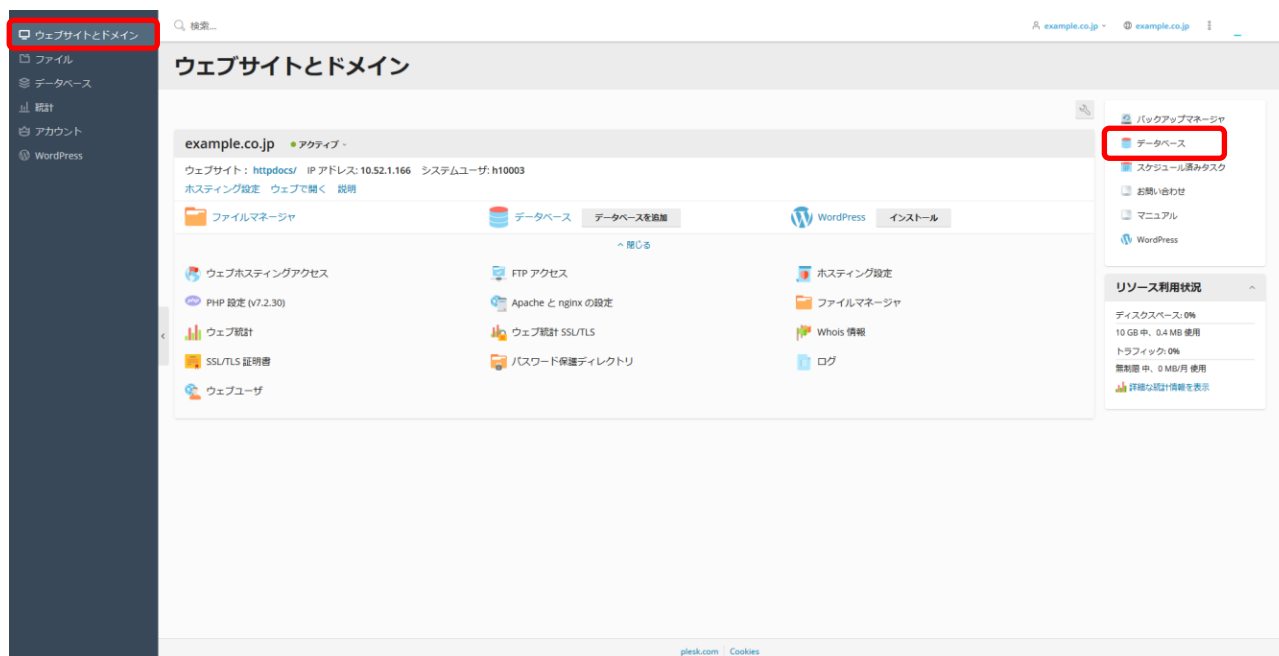 ウェブサイトとドメイン
ファイル
データベース
統計
アカウント
WordPress
検索...
example.co.jp
example.co.jp
ウェブサイトとドメイン
example.co.jp アクティブ
ウェブサイト: httpdocs/ IP アドレス: 10.52.1.166 システムユーザ: h10003
ホスティング設定 ウェブで開く 説明
ファイルマネージャ
データベース データベースを追加
WordPress インストール
閉じる
ウェブホスティングアクセス
FTP アクセス
ホスティング設定
PHP 設定 (v7.2.30)
Apache と nginx の設定
ファイルマネージャ
ウェブ統計
ウェブ統計 SSL/TLS
Whois 情報
SSL/TLS 証明書
パスワード保護ディレクトリ
ログ
ウェブユーザ
バックアップマネージャ
データベース
スケジュール済みタスク
お問い合わせ
マニュアル
WordPress
リソース利用状況
ディスクスペース: 0%
10 GB 中、0.4 MB 使用
トラフィック: 0%
無制限 中、0 MB/月 使用
詳細な統計情報を表示
php
plesk.com Cookies